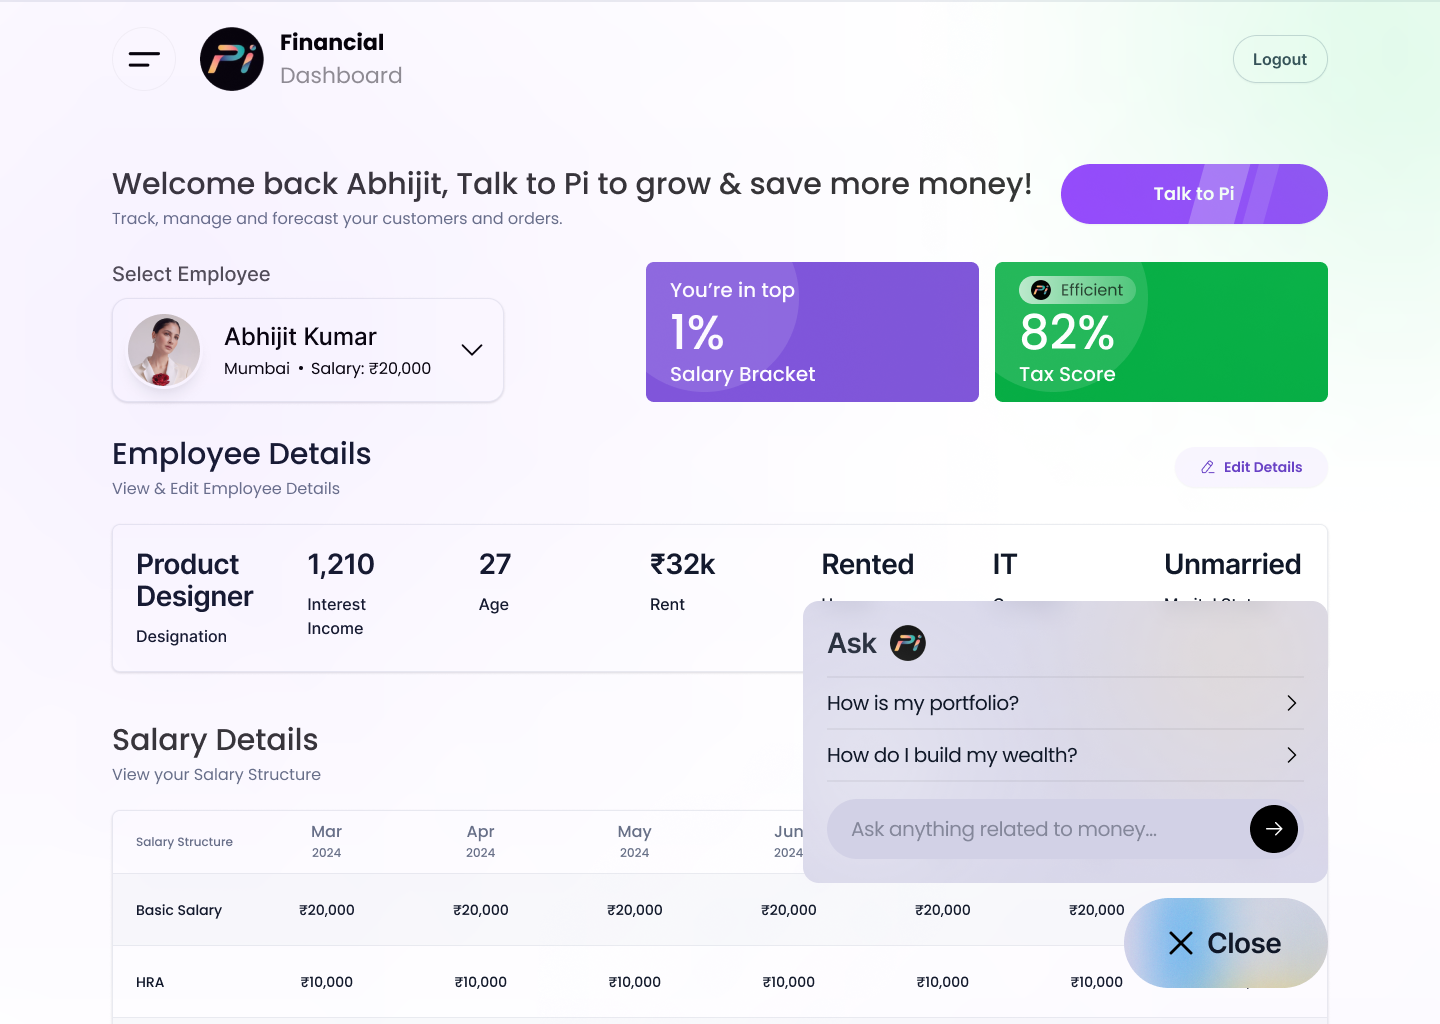 Financial
Dashboard
Logout
Welcome back Abhijit, Talk to Pi to grow & save more money!
Track, manage and forecast your customers and orders.
Talk to Pi
Select Employee
Abhijit Kumar
Mumbai • Salary: ₹20,000
You're in top
1%
Salary Bracket
Pi Efficient
82%
Tax Score
Employee Details
View & Edit Employee Details
Edit Details
Product
Designer
Designation
1,210
Interest
Income
27
Age
₹32k
Rent
Rented
IT
Unmarried
Ask Pi
How is my portfolio?
How do I build my wealth?
Ask anything related to money...
Close
Salary Details
View your Salary Structure
Salary Structure Mar Apr May Jun
2024 2024 2024 2024
Basic Salary ₹20,000 ₹20,000 ₹20,000 ₹20,000 ₹20,000 ₹20,000
HRA ₹10,000 ₹10,000 ₹10,000 ₹10,000 ₹10,000 ₹10,000